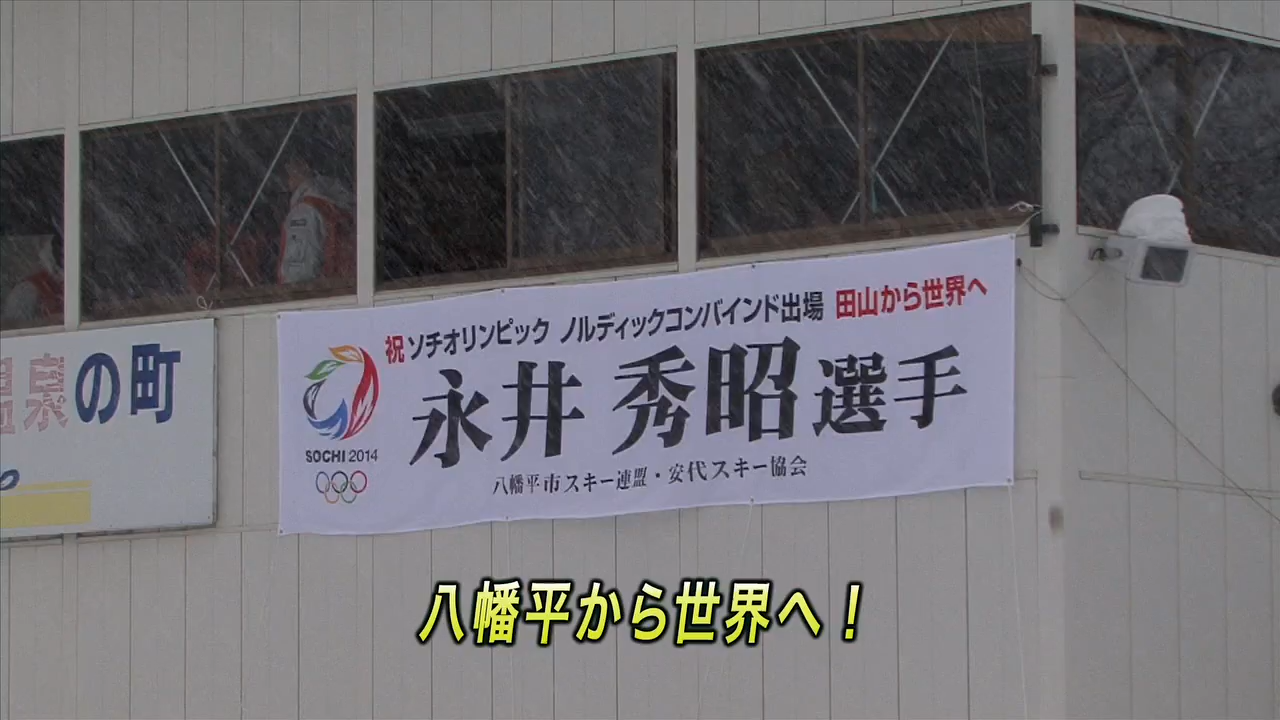 祝 ソチオリンピック ノルディックコンバインド出場 田山から世界へ
永井 秀昭 選手
SOCHI 2014
八幡平市スキー連盟・安代スキー協会
温泉の町
八幡平から世界へ！